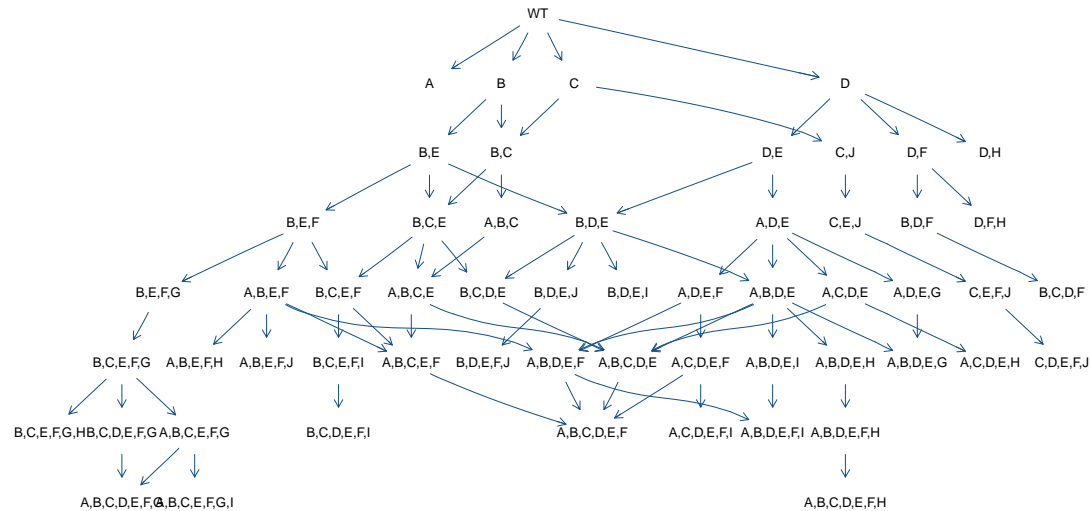 WT
A B C D
B,E B,C D,E C,J D,F D,H
B,E,F B,C,E A,B,C B,D,E A,D,E C,E,J B,D,F D,F,H
B,E,F,G A,B,E,F B,C,E,F A,B,C,E B,C,D,E B,D,E,J B,D,E,I A,D,E,F A,B,D,E A,C,D,E A,D,E,G C,E,F,J B,C,D,F
B,C,E,F,G A,B,E,F,H A,B,E,F,J B,C,E,F,I A,B,C,E,F B,D,E,F,J A,B,D,E,F A,B,C,D,E A,C,D,E,F A,B,D,E,I A,B,D,E,H A,B,D,E,G A,C,D,E,H C,D,E,F,J
B,C,E,F,G,H B,C,D,E,F,G A,B,C,E,F,G B,C,D,E,F,I A,B,C,D,E,F A,C,D,E,F,I A,B,D,E,F,I A,B,D,E,F,H
A,B,C,D,E,F,G A,B,C,E,F,G,I A,B,C,D,E,F,H